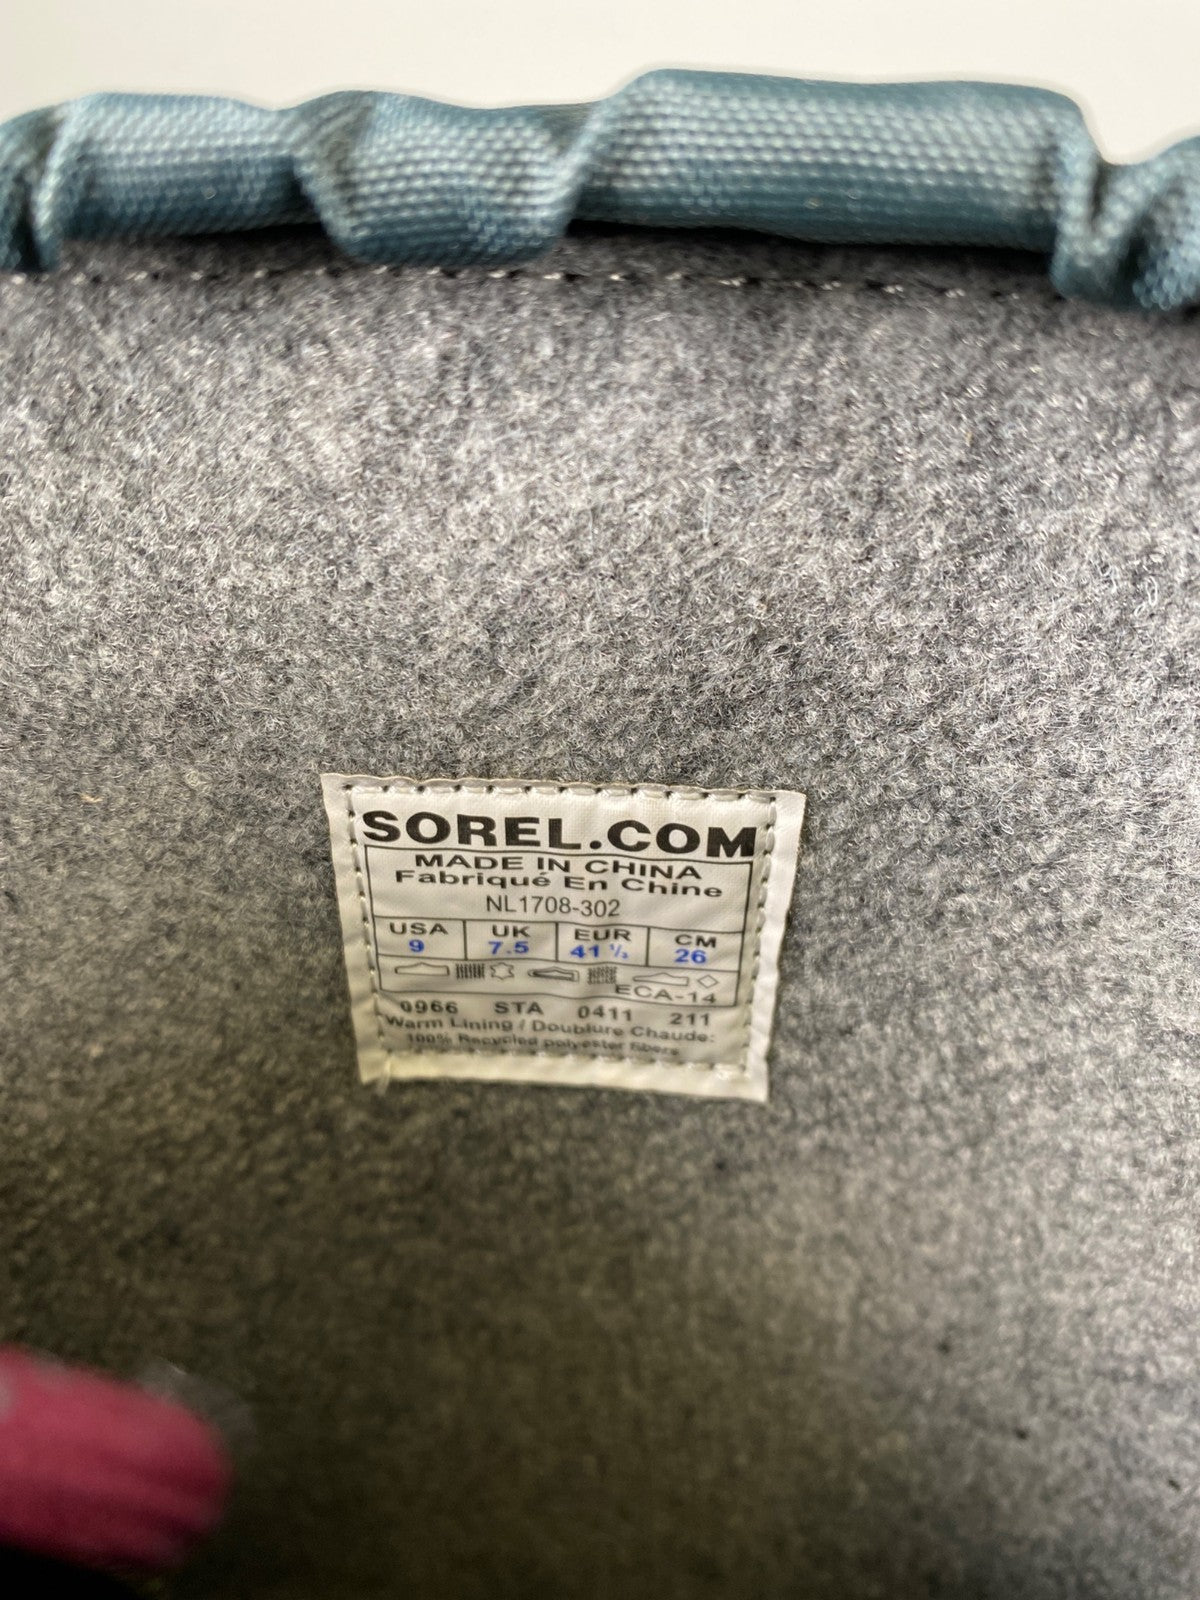 SOREL.COM
MADE IN CHINA
Fabriqué En Chine
NL1708-302
USA UK EUR CM
9 7.5 41 ½ 26
ECA-14
0966 STA 0411 211
Warm Lining / Doublure Chaude:
100% Recycled polyester fibers